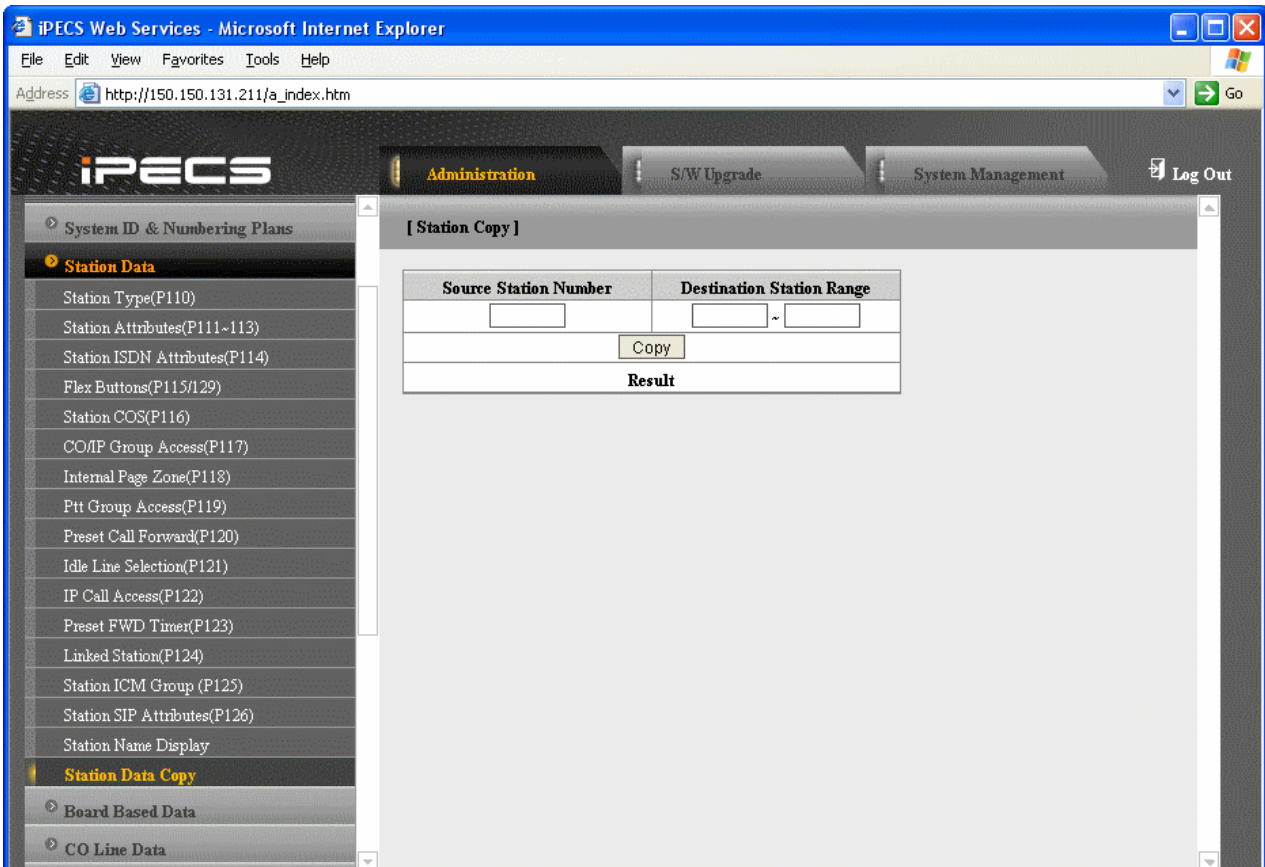 iPECS Web Services - Microsoft Internet Explorer
File Edit View Favorites Tools Help
Address http://150.150.131.211/a_index.htm Go
iPECS Administration S/W Upgrade System Management Log Out
System ID & Numbering Plans
Station Data
Station Type(P110)
Station Attributes(P111~113)
Station ISDN Attributes(P114)
Flex Buttons(P115/129)
Station COS(P116)
CO/IP Group Access(P117)
Internal Page Zone(P118)
Ptt Group Access(P119)
Preset Call Forward(P120)
Idle Line Selection(P121)
IP Call Access(P122)
Preset FWD Timer(P123)
Linked Station(P124)
Station ICM Group (P125)
Station SIP Attributes(P126)
Station Name Display
Station Data Copy
Board Based Data
CO Line Data
[ Station Copy ]
Source Station Number Destination Station Range
~
Copy
Result